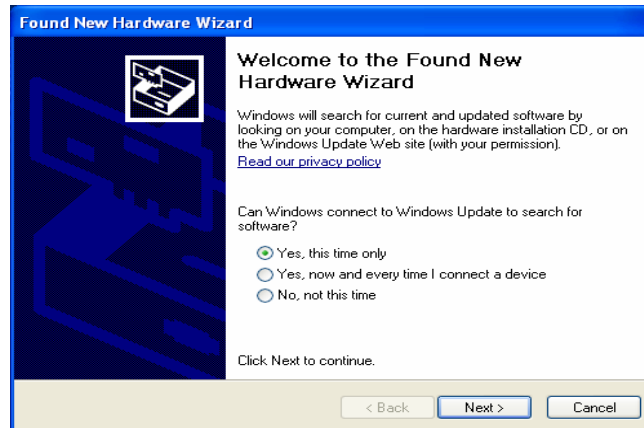 Found New Hardware Wizard
Welcome to the Found New
Hardware Wizard
Windows will search for current and updated software by
looking on your computer, on the hardware installation CD, or on
the Windows Update Web site (with your permission).
Read our privacy policy
Can Windows connect to Windows Update to search for
software?
Yes, this time only
Yes, now and every time I connect a device
No, not this time
Click Next to continue.
< Back
Next >
Cancel